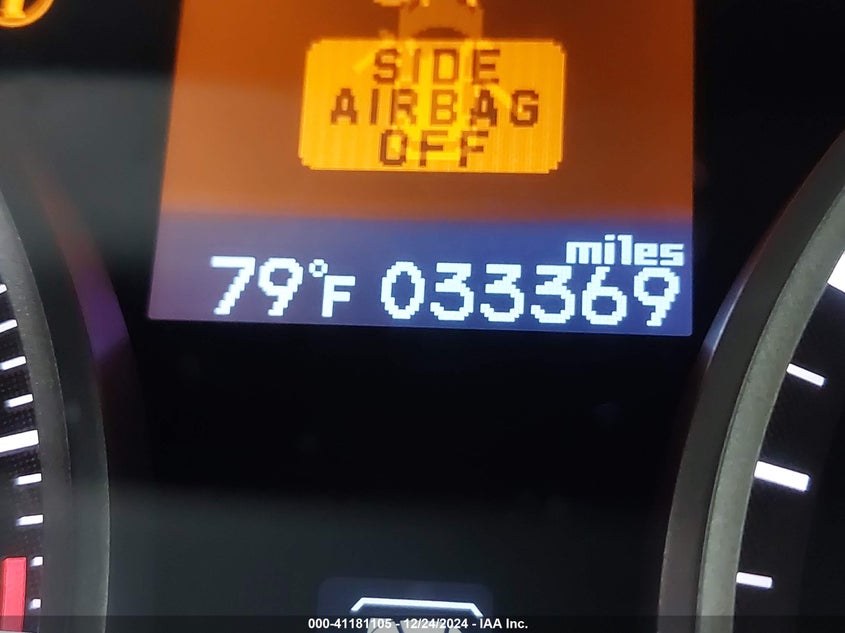 SIDE
AIRBAG
OFF
miles
79°F 033369
000-41181105 - 12/24/2024 - IAA Inc.